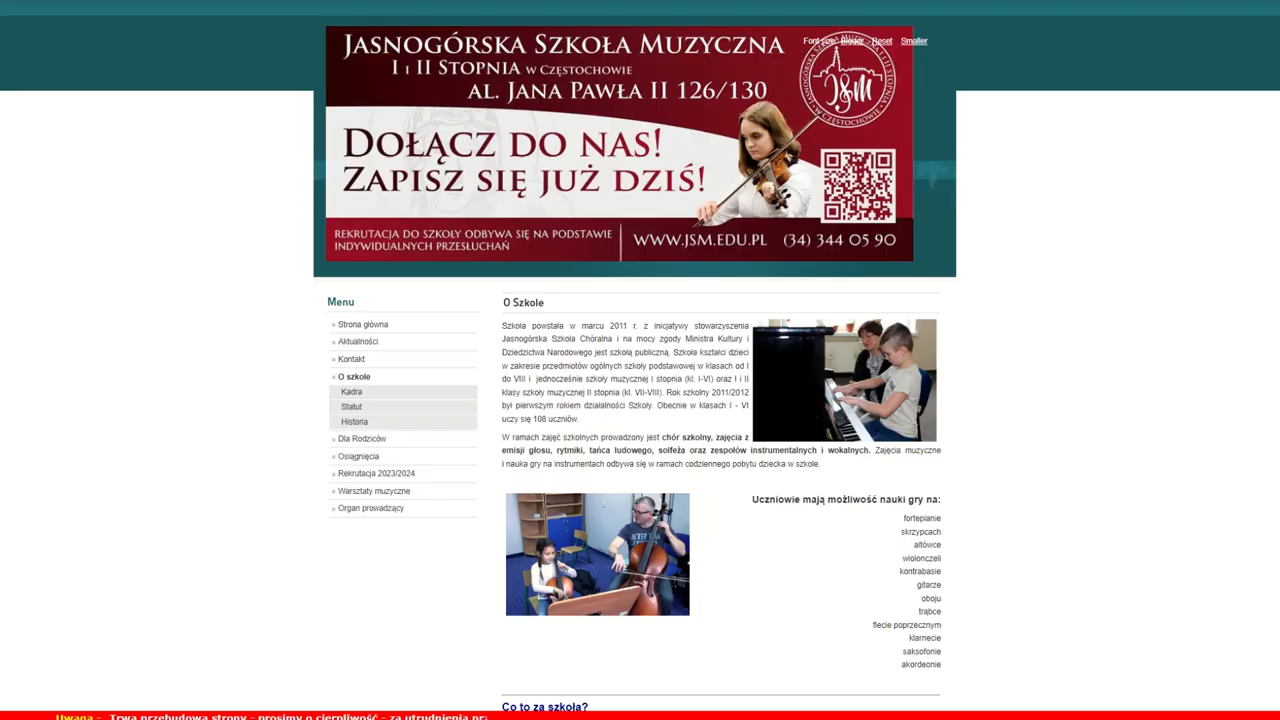 JASNOGÓRSKA SZKOŁA MUZYCZNA
I I II STOPNIA W CZĘSTOCHOWIE
AL. JANA PAWŁA II 126/130
Font size Bigger Reset Smaller
DOŁĄCZ DO NAS!
ZAPISZ SIĘ JUŻ DZIŚ!
REKRUTACJA DO SZKOŁY ODBYWA SIĘ NA PODSTAWIE
INDYWIDUALNYCH PRZESŁUCHAŃ
WWW.JSM.EDU.PL (34) 344 05 90
Menu
Strona główna
Aktualności
Kontakt
O szkole
Kadra
Statut
Historia
Dla Rodziców
Osiągnięcia
Rekrutacja 2023/2024
Warsztaty muzyczne
Organ prowadzący
O Szkole
Szkoła powstała w marcu 2011 r. z inicjatywy stowarzyszenia
Jasnogórska Szkoła Chóralna i na mocy zgody Ministra Kultury i
Dziedzictwa Narodowego jest szkołą publiczną. Szkoła kształci dzieci
w zakresie przedmiotów ogólnych szkoły podstawowej w klasach od I
do VIII i jednocześnie szkoły muzycznej I stopnia (kl. I-VI) oraz I i II
klasy szkoły muzycznej II stopnia (kl. VII-VIII). Rok szkolny 2011/2012
był pierwszym rokiem działalności Szkoły. Obecnie w klasach I - VI
uczy się 108 uczniów.
W ramach zajęć szkolnych prowadzony jest chór szkolny, zajęcia z
emisji głosu, rytmiki, tańca ludowego, solfeża oraz zespołów instrumentalnych i wokalnych. Zajęcia muzyczne
i nauka gry na instrumentach odbywa się w ramach codziennego pobytu dziecka w szkole.
Uczniowie mają możliwość nauki gry na:
fortepianie
skrzypcach
altówce
wiolonczeli
kontrabasie
gitarze
oboju
trąbce
flecie poprzecznym
klarnecie
saksofonie
akordeonie
Co to za szkoła?
Uwaga - Trwa przebudowa strony - prosimy o cierpliwość - za utrudnienia